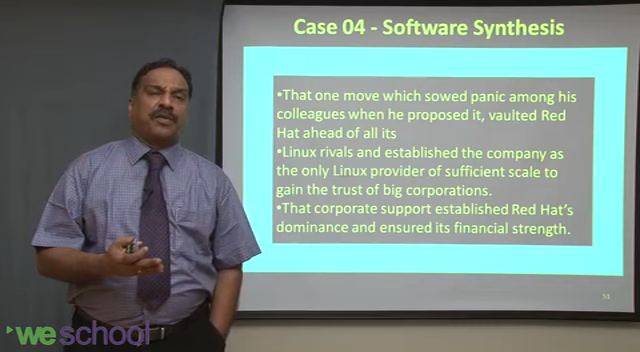 Case 04 - Software Synthesis
•That one move which sowed panic among his
colleagues when he proposed it, vaulted Red
Hat ahead of all its
•Linux rivals and established the company as
the only Linux provider of sufficient scale to
gain the trust of big corporations.
•That corporate support established Red Hat's
dominance and ensured its financial strength.
51
weschool